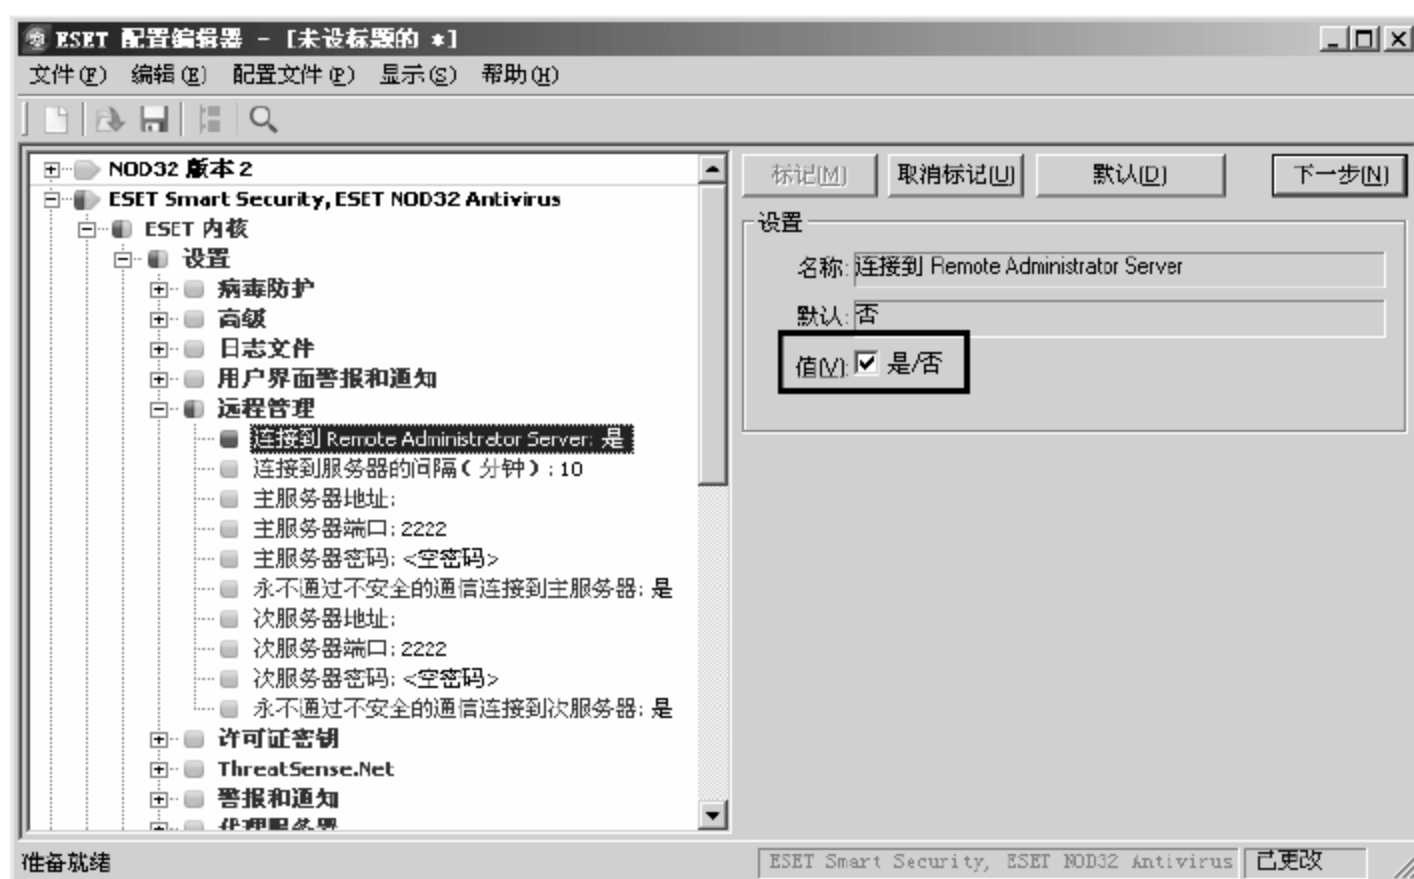 ESET 配置编辑器 - [未设标题的 *]
文件(F) 编辑(E) 配置文件(P) 显示(S) 帮助(H)
NOD32 版本 2
ESET Smart Security, ESET NOD32 Antivirus
ESET 内核
设置
病毒防护
高级
日志文件
用户界面警报和通知
远程管理
连接到 Remote Administrator Server: 是
连接到服务器的间隔(分钟): 10
主服务器地址:
主服务器端口: 2222
主服务器密码: <空密码>
永不通过不安全的通信连接到主服务器: 是
次服务器地址:
次服务器端口: 2222
次服务器密码: <空密码>
永不通过不安全的通信连接到次服务器: 是
许可证密钥
ThreatSense.Net
警报和通知
代理服务器
标记(M) 取消标记(U) 默认(D) 下一步(N)
设置
名称: 连接到 Remote Administrator Server
默认: 否
值(V): 是/否
准备就绪 ESET Smart Security, ESET NOD32 Antivirus 已更改